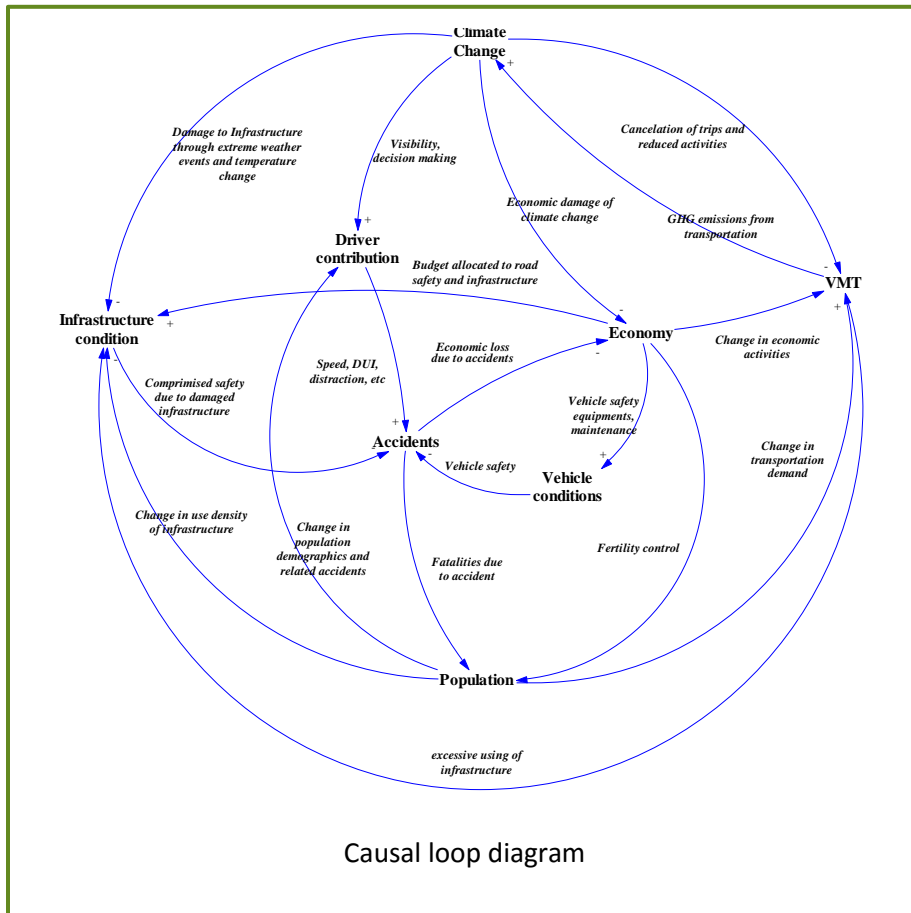 Climate
Change
+
Damage to Infrastructure
through extreme weather
events and temperature
change
Visibility,
decision making
Cancelation of trips and
reduced activities
Economic damage of
climate change
GHG emissions from
transportation
+
Driver
contribution
Budget allocated to road
safety and infrastructure
-
-
VMT
+
-
+
-
Infrastructure
condition
-
Economy
Change in economic
activities
Economic loss
due to accidents
-
Speed, DUI,
distraction, etc
Comprimised safety
due to damaged
infrastructure
Vehicle safety
equipments,
maintenance
+
Accidents
-
-
Vehicle safety
+
Vehicle
conditions
Change in
transportation
demand
Change in use density
of infrastructure
Change in
population
demographics and
related accidents
Fatalities due
to accident
Fertility control
Population
excessive using of
infrastructure
Causal loop diagram